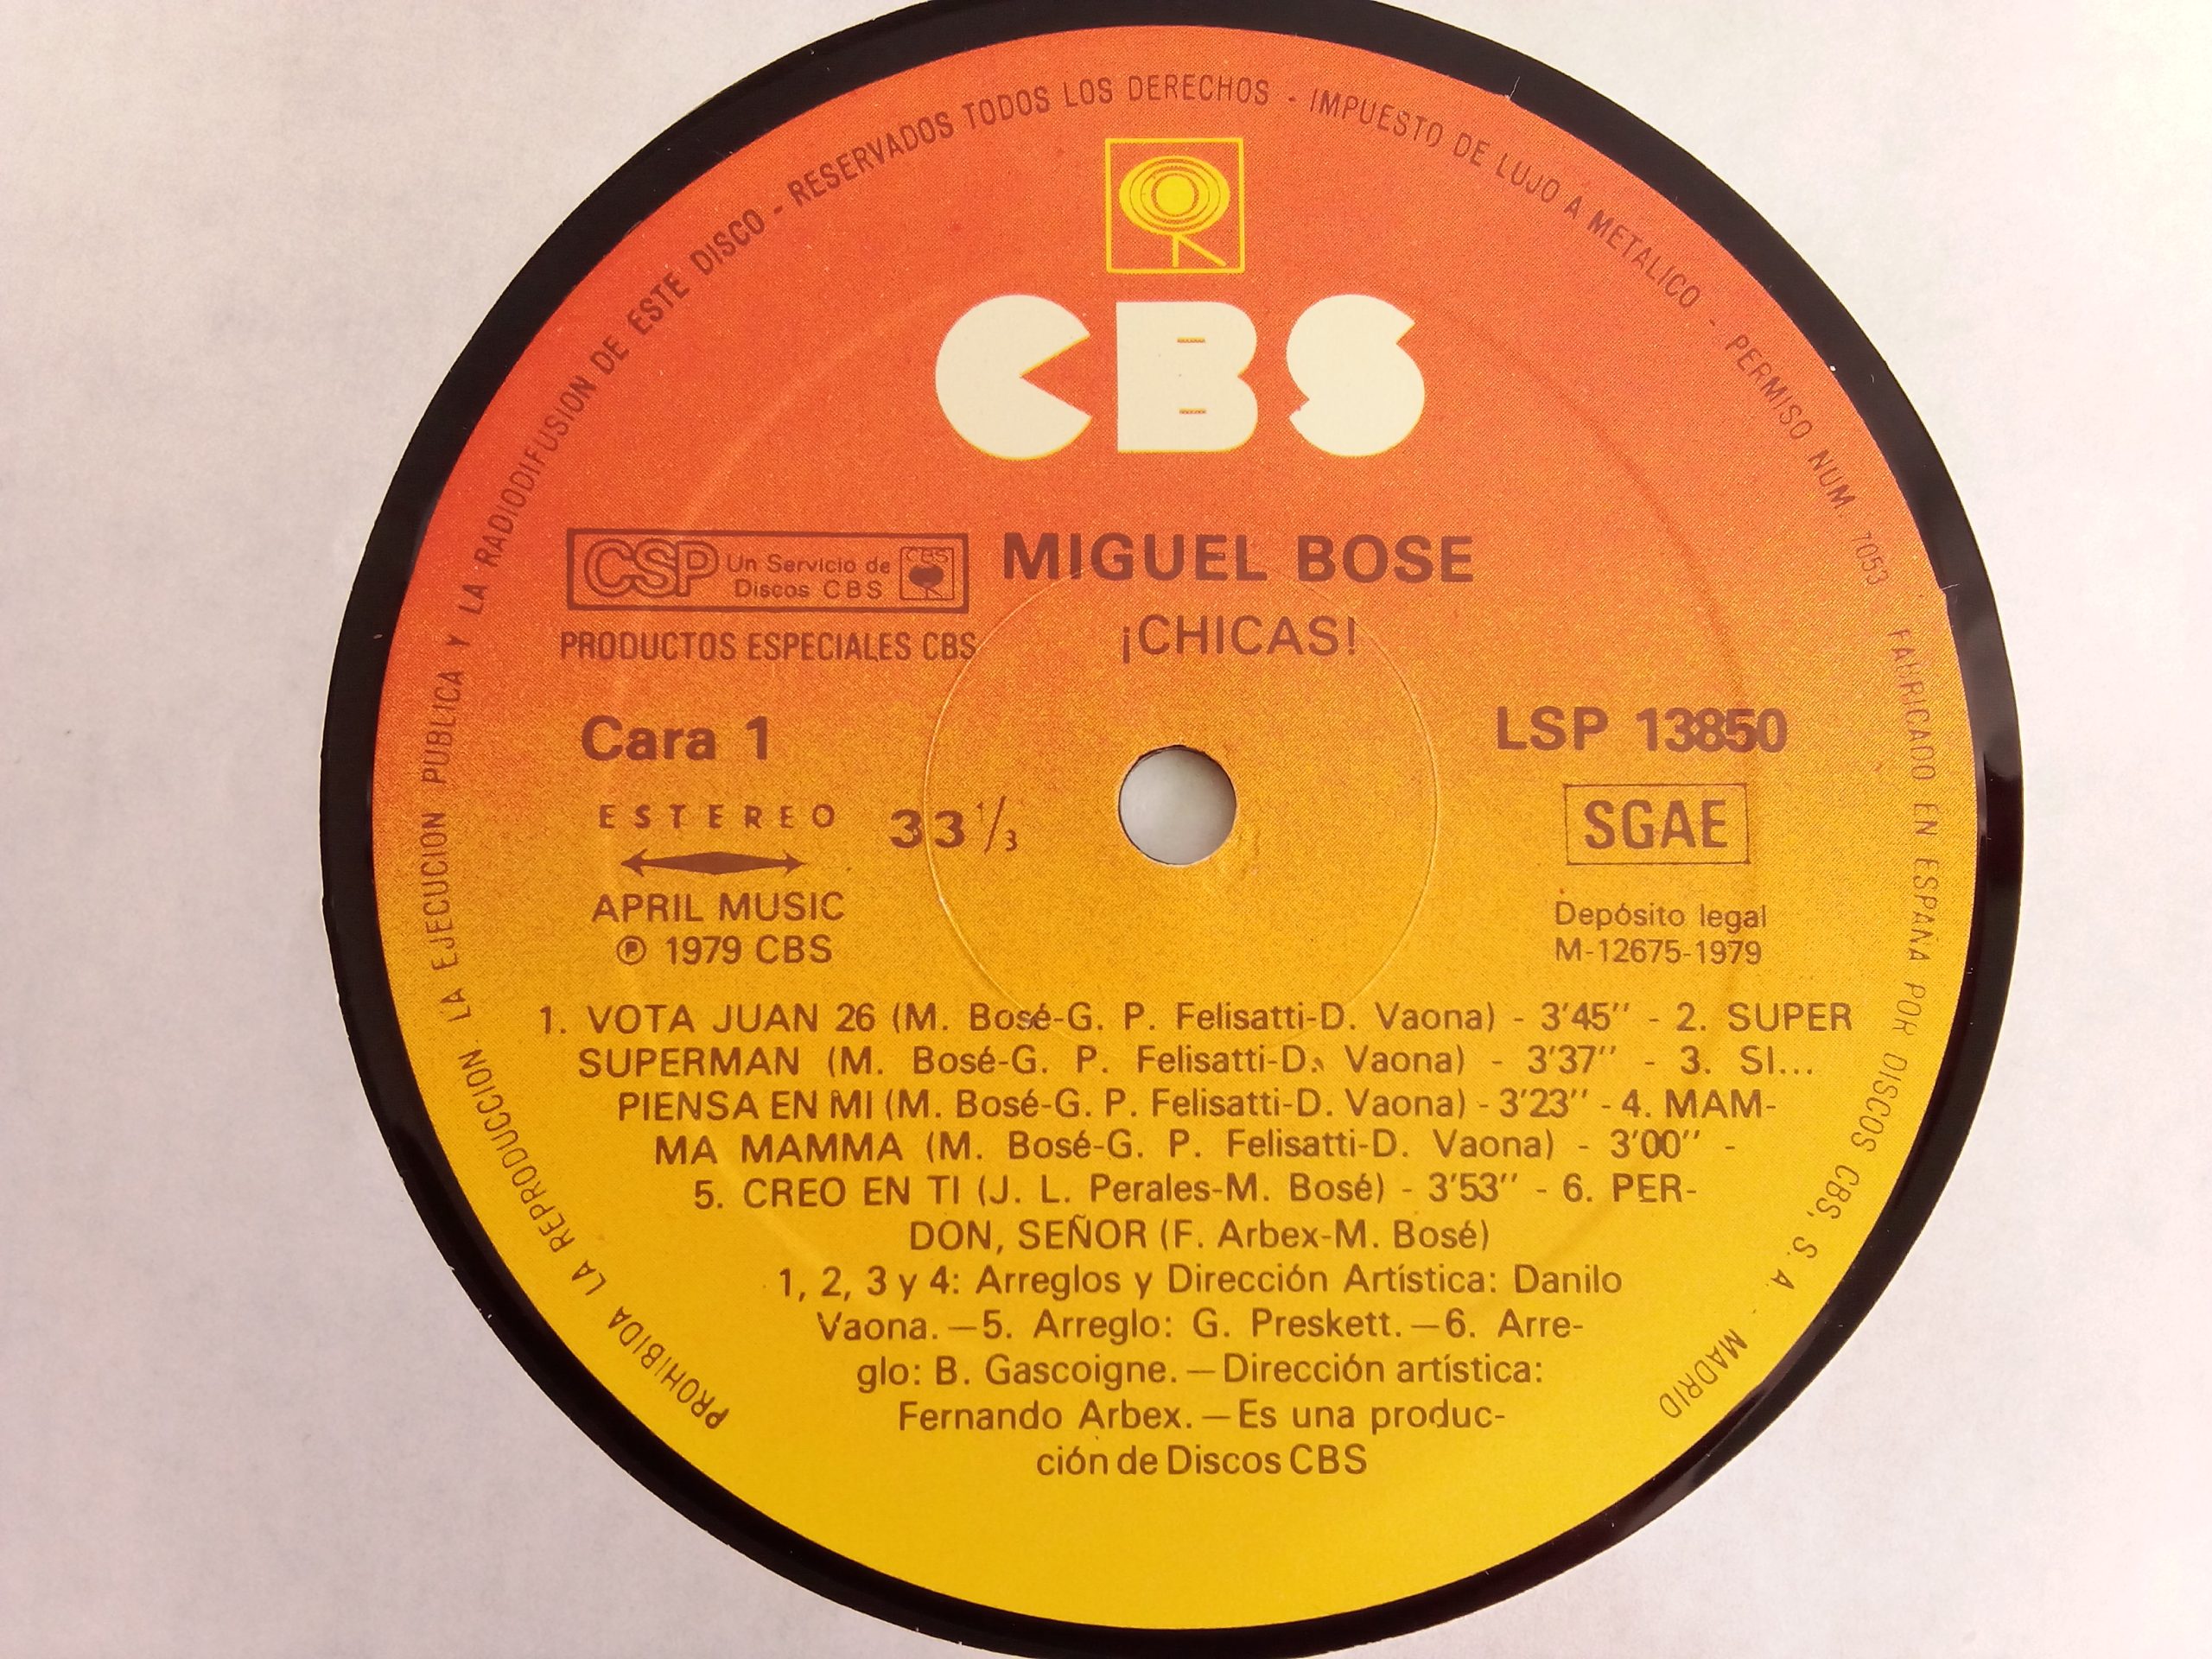 PROHIBIDA LA REPRODUCCION. LA EJECUCION PUBLICA Y LA RADIODIFUSION DE ESTE DISCO - RESERVADOS TODOS LOS DERECHOS - IMPUESTO DE LUJO A METALICO - PERMISO NUM. 7053 FABRICADO EN ESPAÑA POR DISCOS CBS, S. A. - MADRID
CBS
CSP Un Servicio de
Discos CBS
CBS
PRODUCTOS ESPECIALES CBS
MIGUEL BOSE
¡CHICAS!
Cara 1
LSP 13850
ESTEREO
33 1/3
SGAE
APRIL MUSIC
℗ 1979 CBS
Depósito legal
M-12675-1979
1. VOTA JUAN 26 (M. Bosé-G. P. Felisatti-D. Vaona) - 3'45'' - 2. SUPER
SUPERMAN (M. Bosé-G. P. Felisatti-D. Vaona) - 3'37'' - 3. SI...
PIENSA EN MI (M. Bosé-G. P. Felisatti-D. Vaona) - 3'23'' - 4. MAM-
MA MAMMA (M. Bosé-G. P. Felisatti-D. Vaona) - 3'00'' -
5. CREO EN TI (J. L. Perales-M. Bosé) - 3'53'' - 6. PER-
DON, SEÑOR (F. Arbex-M. Bosé)
1, 2, 3 y 4: Arreglos y Dirección Artística: Danilo
Vaona. —5. Arreglo: G. Preskett. —6. Arre-
glo: B. Gascoigne. — Dirección artística:
Fernando Arbex. — Es una produc-
ción de Discos CBS